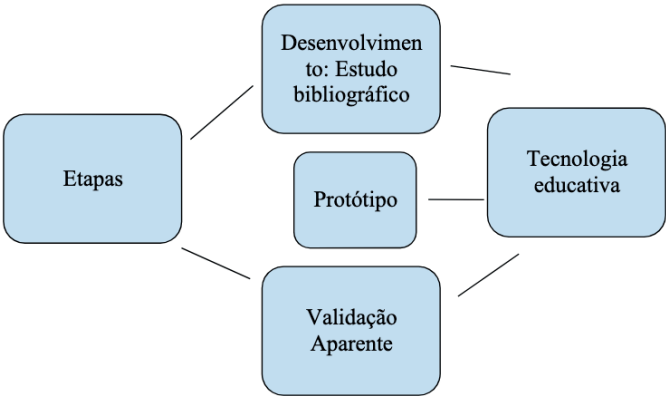 Desenvolvimen
to: Estudo
bibliográfico
Etapas
Tecnologia
educativa
Protótipo
Validação
Aparente